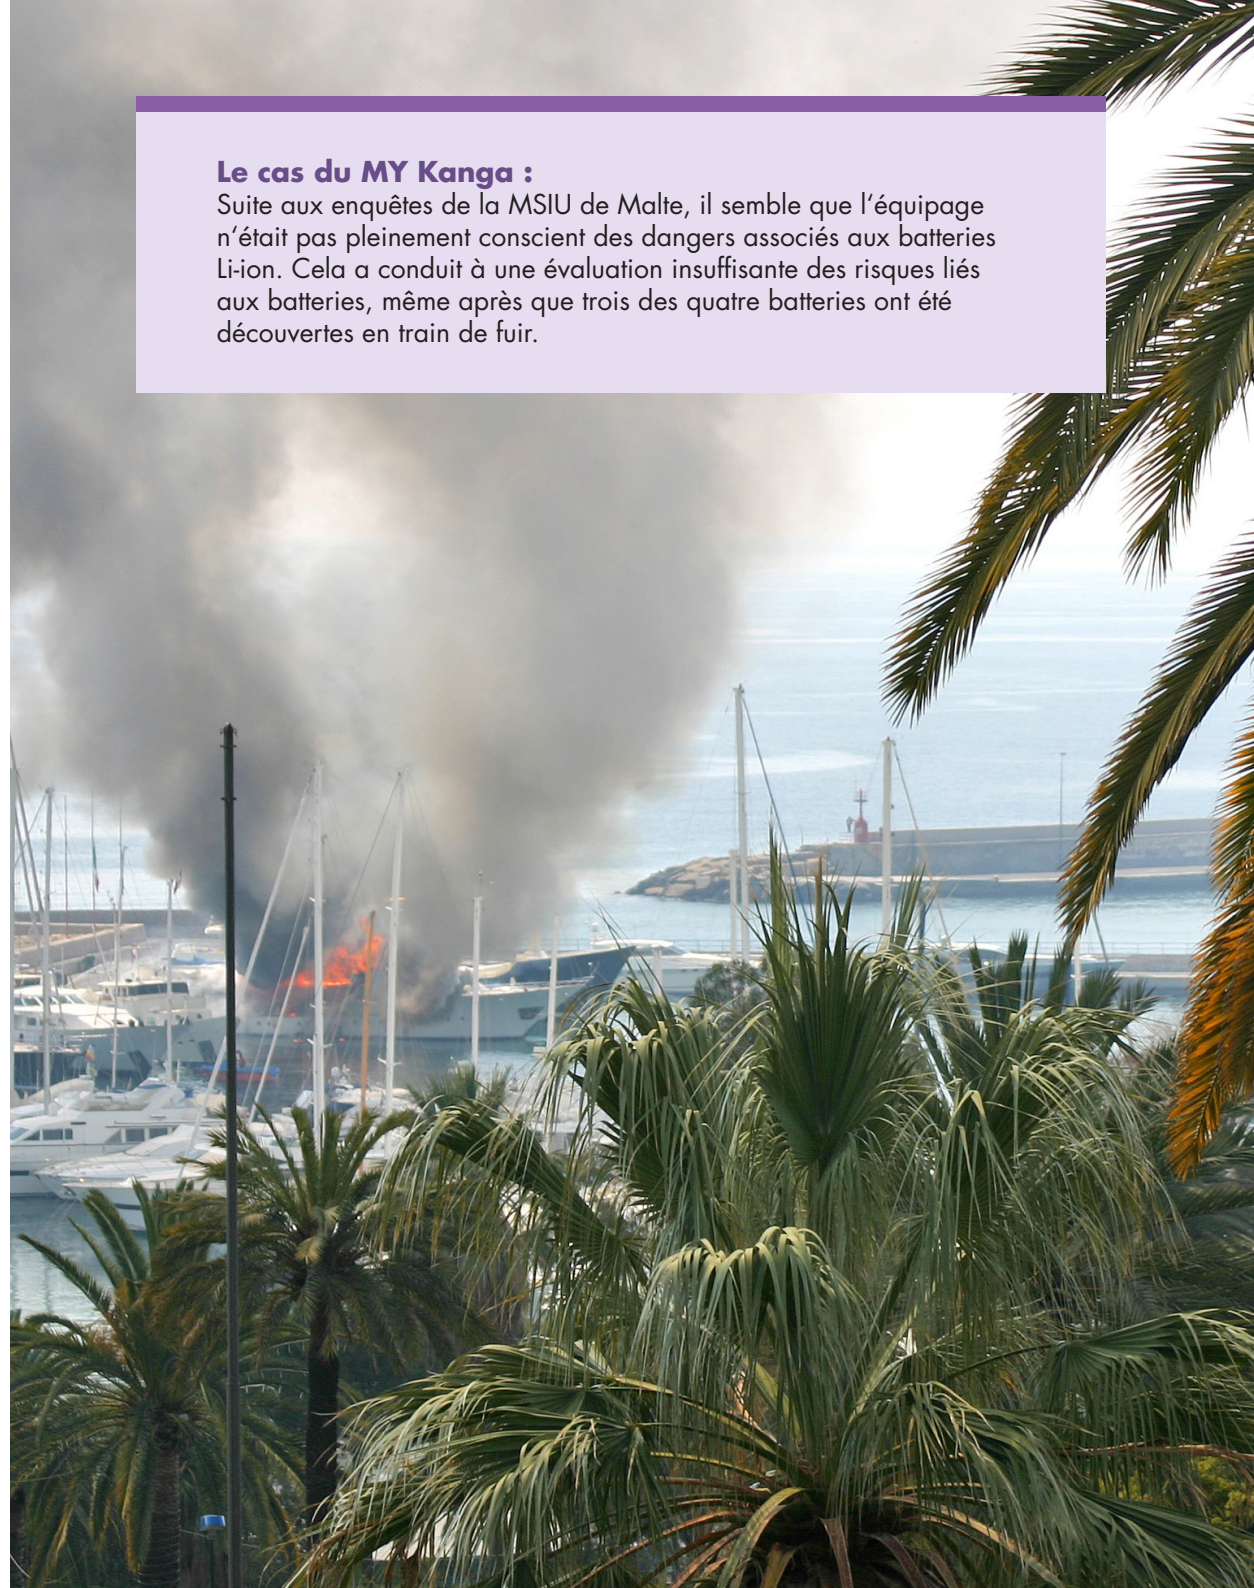 Le cas du MY Kanga :
Suite aux enquêtes de la MSIU de Malte, il semble que l‘équipage
n‘était pas pleinement conscient des dangers associés aux batteries
Li-ion. Cela a conduit à une évaluation insuffisante des risques liés
aux batteries, même après que trois des quatre batteries ont été
découvertes en train de fuir.